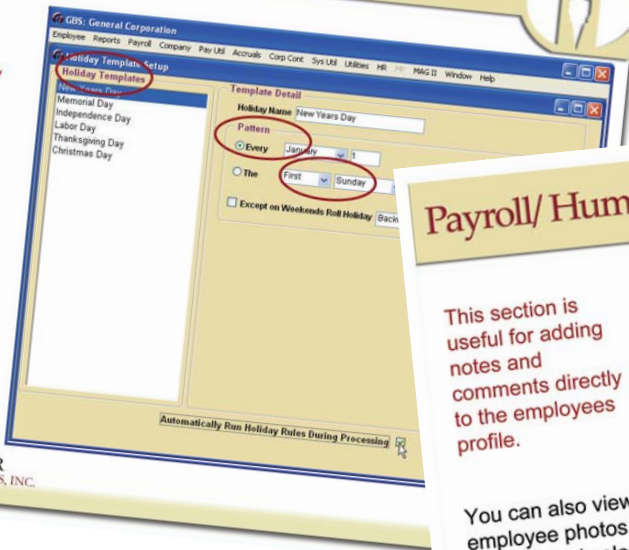 GBS: General Corporation
Employee Reports Payroll Company Pay Util Accruals Corp Cont Sys Util Utilities HR MAG II Window Help
Holiday Template Setup
Holiday Templates
New Years Day
Memorial Day
Independence Day
Labor Day
Thanksgiving Day
Christmas Day
Template Detail
Holiday Name New Years Day
Pattern
Every January 1
The First Sunday
Except on Weekends Roll Holiday
Automatically Run Holiday Rules During Processing
R
S, INC.
Payroll/ Hum
This section is
useful for adding
notes and
comments directly
to the employees
profile.
You can also view
employee photos